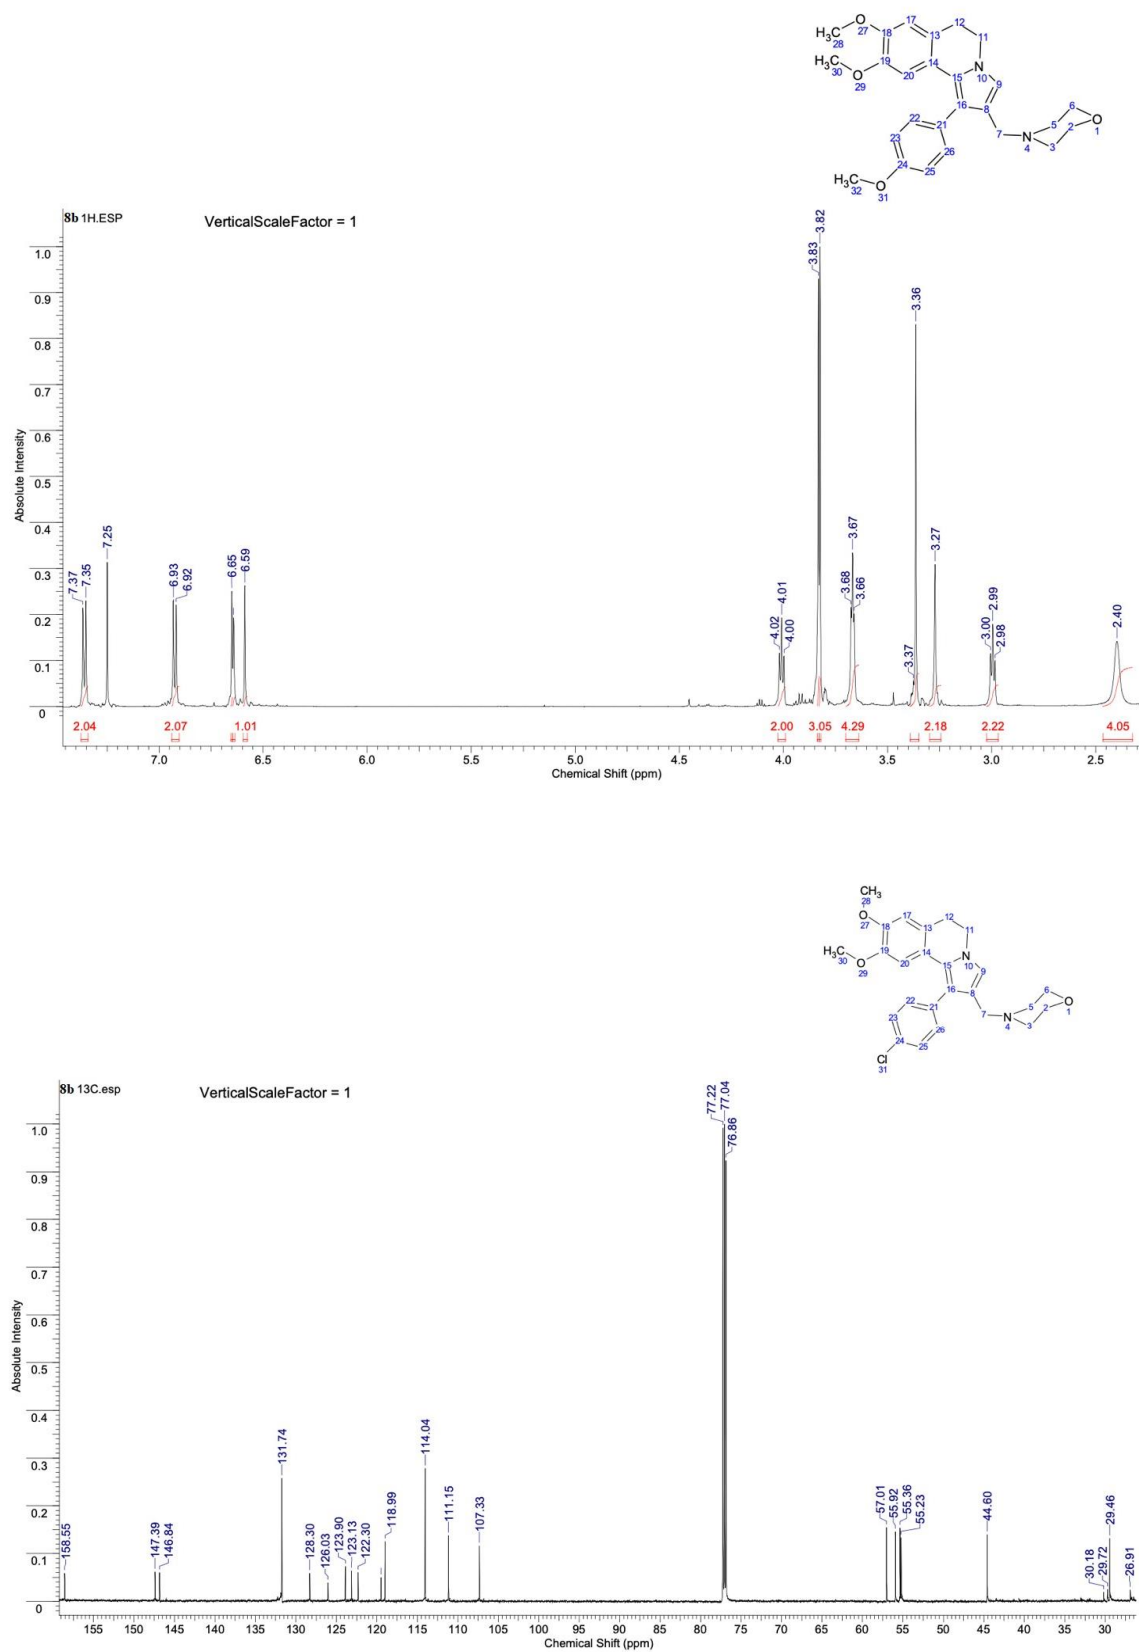 H₃C O 17 12
28 27 18 13 11
H₃C 30 19 14 N 10
O 29 20 15 9
16 8 6
22 21 7 N 4 5 2 O 1
23 26 3
24 25
H₃C 32 O 31
8b 1H.ESP VerticalScaleFactor = 1
Absolute Intensity
1.0
0.9
0.8
0.7
0.6
0.5
0.4
0.3
0.2
0.1
0
7.37 7.35 7.25 6.93 6.92 6.65 6.59 4.02 4.01 4.00 3.83 3.82 3.68 3.67 3.66 3.37 3.36 3.27 3.00 2.99 2.98 2.40
2.04 2.07 1.01 2.00 3.05 4.29 2.18 2.22 4.05
7.0 6.5 6.0 5.5 5.0 4.5 4.0 3.5 3.0 2.5
Chemical Shift (ppm)
CH₃ 28
O 27 17 12
18 13 11
H₃C 30 O 29 19 14 N 10
20 15 9
16 8 6
22 21 7 N 4 5 2 O 1
23 26 3
24 25
Cl 31
8b 13C.esp VerticalScaleFactor = 1
Absolute Intensity
1.0
0.9
0.8
0.7
0.6
0.5
0.4
0.3
0.2
0.1
0
158.55 147.39 146.84 131.74 128.30 126.03 123.90 123.13 122.30 118.99 114.04 111.15 107.33 77.22 77.04 76.86 57.01 55.92 55.36 55.23 44.60 30.18 29.72 29.46 26.91
155 150 145 140 135 130 125 120 115 110 105 100 95 90 85 80 75 70 65 60 55 50 45 40 35 30
Chemical Shift (ppm)